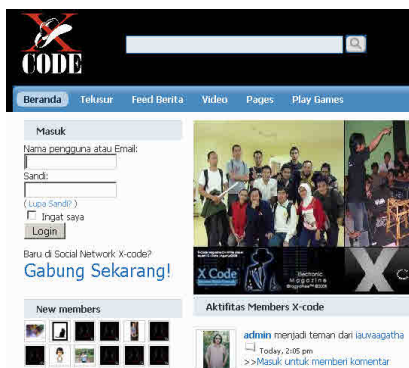 X
CODE
Beranda Telusur Feed Berita Video Pages Play Games
Masuk
Nama pengguna atau Email:
Sandi:
( Lupa Sandi? )
Ingat saya
Login
Baru di Social Network X-code?
Gabung Sekarang!
New members
X Code
Electronic
Magazine
Aktifitas Members X-code
admin menjadi teman dari iauvaagatha
Today, 2:05 pm
>>Masuk untuk memberi komentar